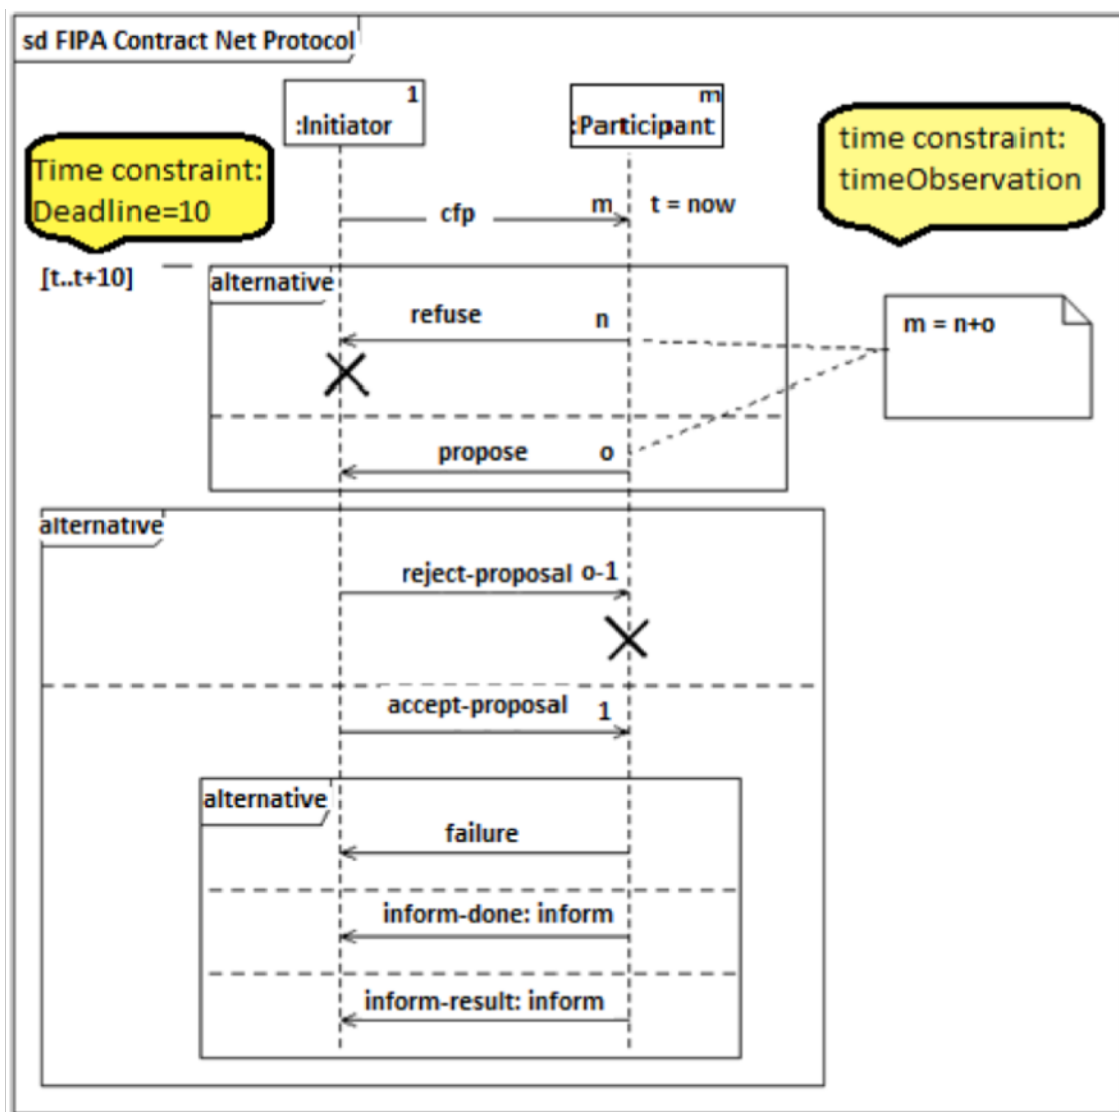 sd FIPA Contract Net Protocol
1
:Initiator
m
:Participant
Time constraint:
Deadline=10
time constraint:
timeObservation
cfp
m
t = now
[t..t+10]
alternative
refuse
n
m = n+o
propose
o
alternative
reject-proposal o-1
accept-proposal
1
alternative
failure
inform-done: inform
inform-result: inform